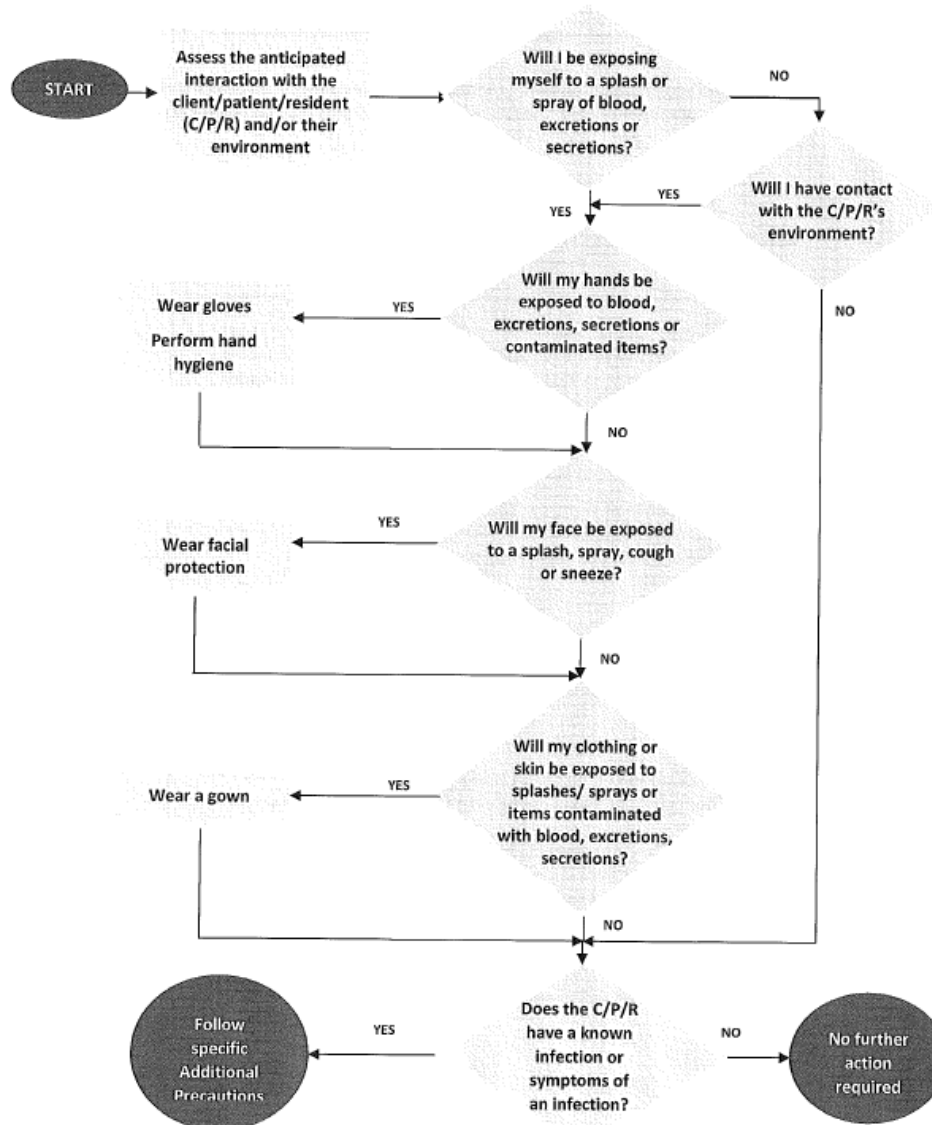 START
Assess the anticipated
interaction with the
client/patient/resident
(C/P/R) and/or their
environment
Will I be exposing
myself to a splash or
spray of blood,
excretions or
secretions?
NO
Will I have contact
with the C/P/R's
environment?
YES
YES
NO
Will my hands be
exposed to blood,
excretions, secretions or
contaminated items?
YES
Wear gloves
Perform hand
hygiene
NO
Will my face be exposed
to a splash, spray, cough
or sneeze?
YES
Wear facial
protection
NO
Will my clothing or
skin be exposed to
splashes/ sprays or
items contaminated
with blood, excretions,
secretions?
YES
Wear a gown
NO
Does the C/P/R
have a known
infection or
symptoms of
an infection?
YES
Follow
specific
Additional
Precautions
NO
No further
action
required